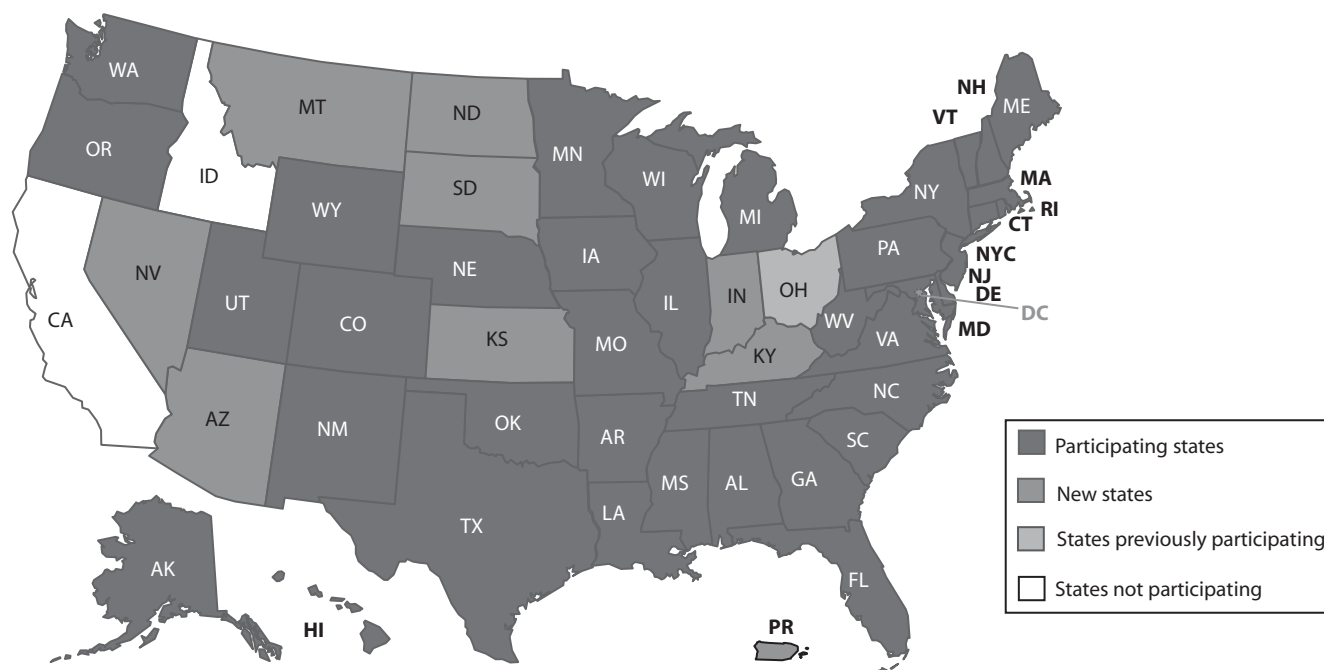 NH
WA
ME
VT
MT
ND
OR
MN
ID
WI
SD
NY
MA
WY
MI
RI
CT
PA
NYC
IA
NE
NV
NJ
DE
UT
IL
IN
OH
DC
CA
CO
WV
MD
KS
MO
VA
KY
NC
TN
AZ
OK
NM
AR
SC
Participating states
MS
AL
GA
New states
LA
TX
States previously participating
AK
FL
States not participating
HI
PR